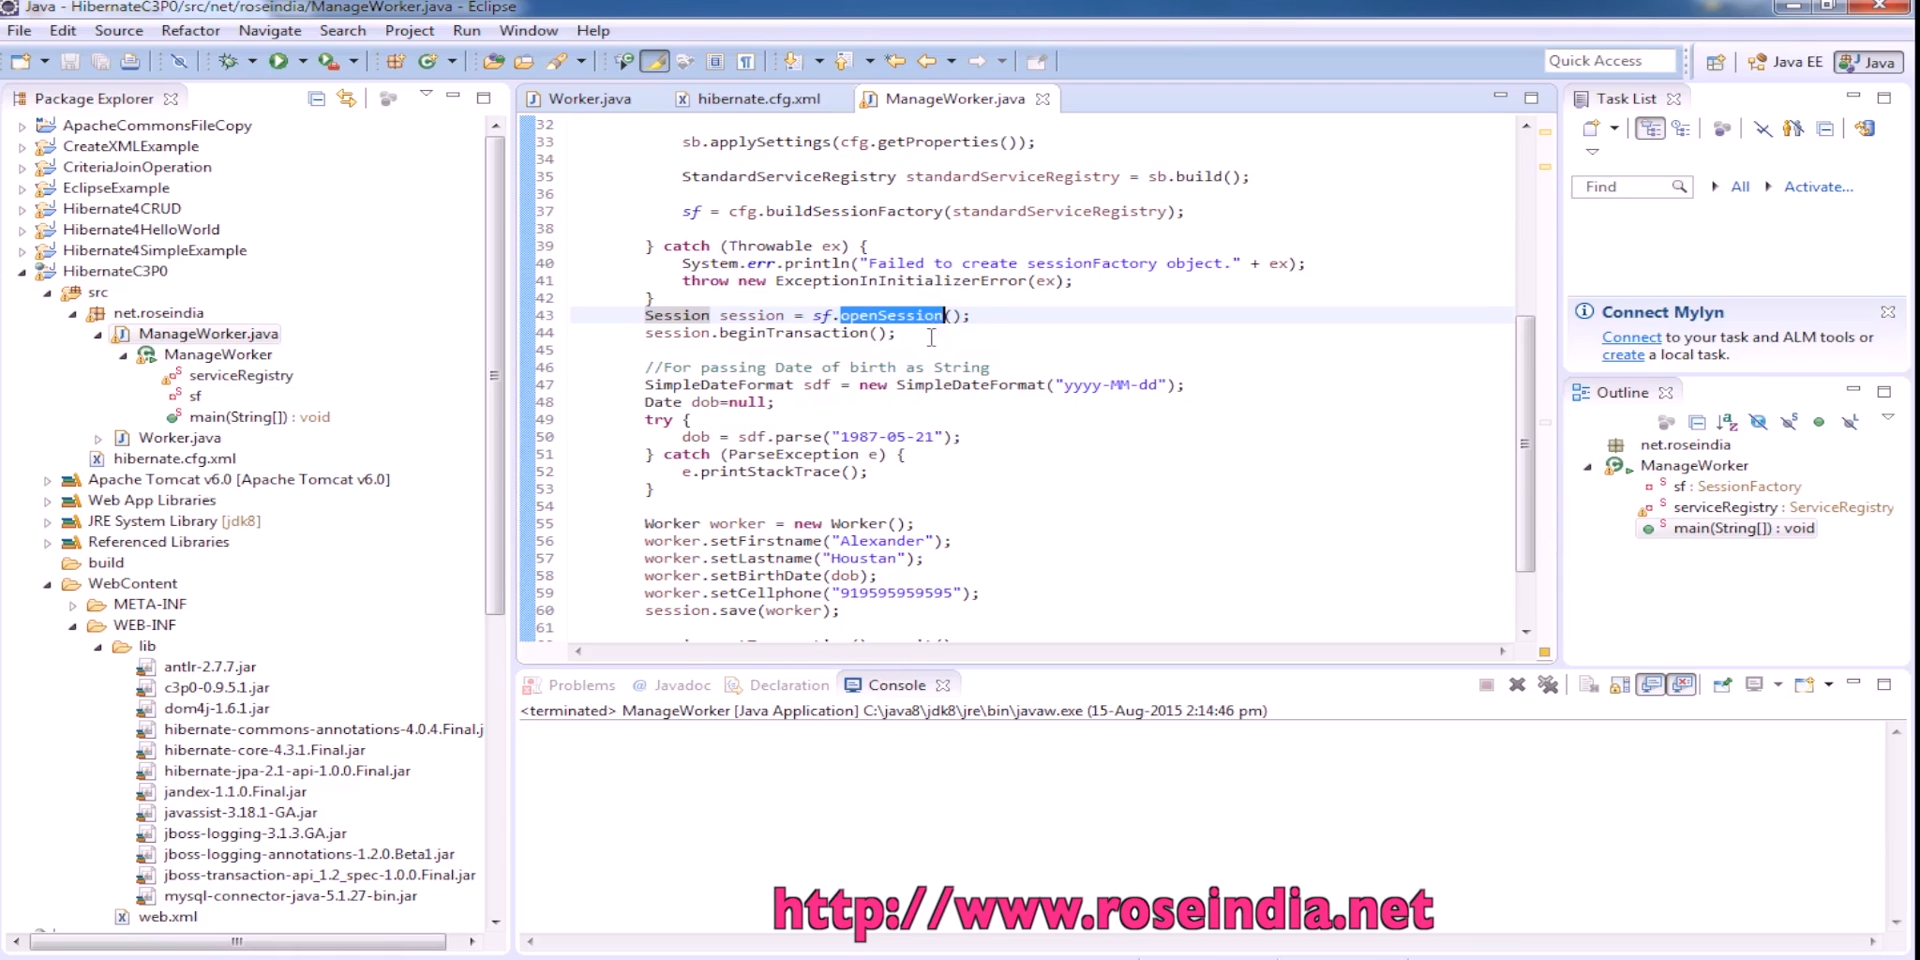 Java - HibernateC3P0/src/net/roseindia/ManageWorker.java - Eclipse
File Edit Source Refactor Navigate Search Project Run Window Help
Quick Access
Java EE
Java
Package Explorer
ApacheCommonsFileCopy
CreateXMLExample
CriteriaJoinOperation
EclipseExample
Hibernate4CRUD
Hibernate4HelloWorld
Hibernate4SimpleExample
HibernateC3P0
src
net.roseindia
ManageWorker.java
ManageWorker
serviceRegistry
sf
main(String[]) : void
Worker.java
hibernate.cfg.xml
Apache Tomcat v6.0 [Apache Tomcat v6.0]
Web App Libraries
JRE System Library [jdk8]
Referenced Libraries
build
WebContent
META-INF
WEB-INF
lib
antlr-2.7.7.jar
c3p0-0.9.5.1.jar
dom4j-1.6.1.jar
hibernate-commons-annotations-4.0.4.Final.j
hibernate-core-4.3.1.Final.jar
hibernate-jpa-2.1-api-1.0.0.Final.jar
jandex-1.1.0.Final.jar
javassist-3.18.1-GA.jar
jboss-logging-3.1.3.GA.jar
jboss-logging-annotations-1.2.0.Beta1.jar
jboss-transaction-api_1.2_spec-1.0.0.Final.jar
mysql-connector-java-5.1.27-bin.jar
web.xml
Worker.java hibernate.cfg.xml ManageWorker.java
32
33 sb.applySettings(cfg.getProperties());
34
35 StandardServiceRegistry standardServiceRegistry = sb.build();
36
37 sf = cfg.buildSessionFactory(standardServiceRegistry);
38
39 } catch (Throwable ex) {
40 System.err.println("Failed to create sessionFactory object." + ex);
41 throw new ExceptionInInitializerError(ex);
42 }
43 Session session = sf.openSession();
44 session.beginTransaction();
45
46 //For passing Date of birth as String
47 SimpleDateFormat sdf = new SimpleDateFormat("yyyy-MM-dd");
48 Date dob=null;
49 try {
50 dob = sdf.parse("1987-05-21");
51 } catch (ParseException e) {
52 e.printStackTrace();
53 }
54
55 Worker worker = new Worker();
56 worker.setFirstname("Alexander");
57 worker.setLastname("Houstan");
58 worker.setBirthDate(dob);
59 worker.setCellphone("919595959595");
60 session.save(worker);
61
Problems Javadoc Declaration Console
<terminated> ManageWorker [Java Application] C:\java8\jdk8\jre\bin\javaw.exe (15-Aug-2015 2:14:46 pm)
http://www.roseindia.net
Task List
Find All Activate...
Connect Mylyn
Connect to your task and ALM tools or
create a local task.
Outline
net.roseindia
ManageWorker
sf : SessionFactory
serviceRegistry : ServiceRegistry
main(String[]) : void